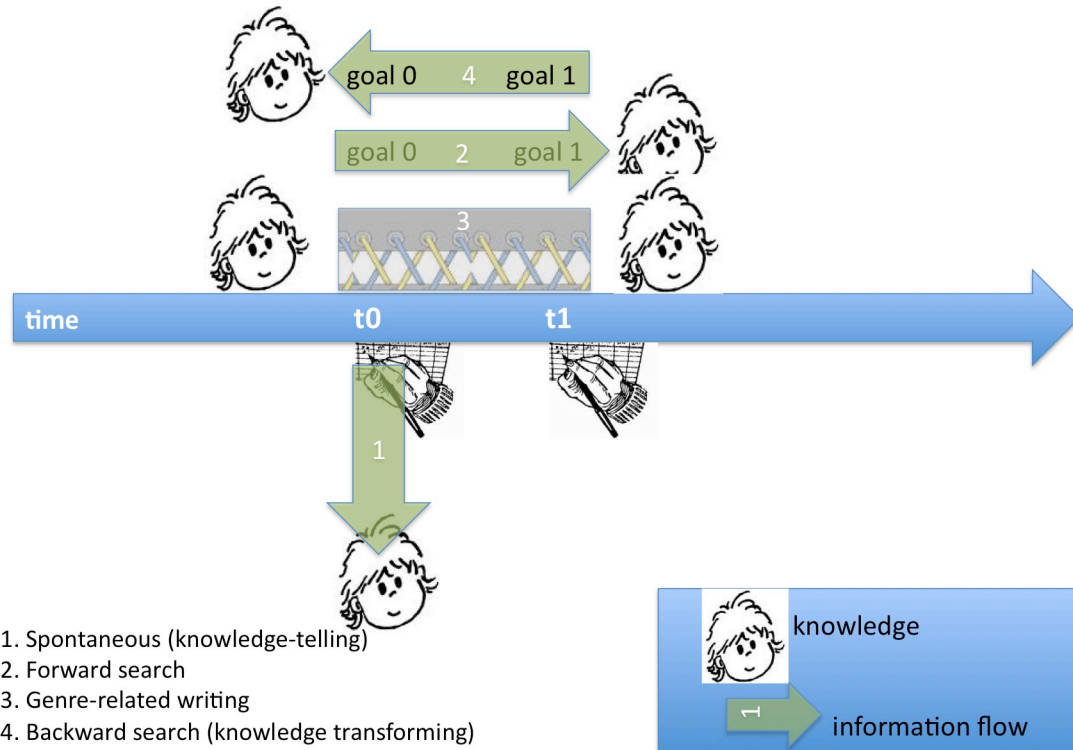 goal 0 4 goal 1
goal 0 2 goal 1
3
time t0 t1
1
1. Spontaneous (knowledge-telling)
2. Forward search
3. Genre-related writing
4. Backward search (knowledge transforming)
knowledge
1
information flow